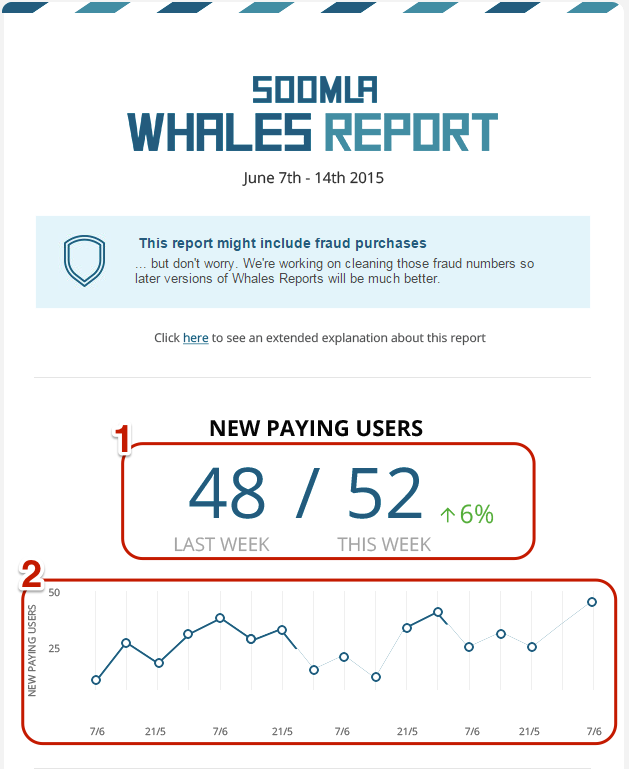 SOOMLA
WHALES REPORT
June 7th - 14th 2015
This report might include fraud purchases
... but don't worry. We're working on cleaning those fraud numbers so
later versions of Whales Reports will be much better.
Click here to see an extended explanation about this report
NEW PAYING USERS
1
48 / 52 ↑6%
LAST WEEK THIS WEEK
2
50
25
NEW PAYING USERS
7/6 21/5 7/6 21/5 7/6 21/5 7/6 21/5 7/6